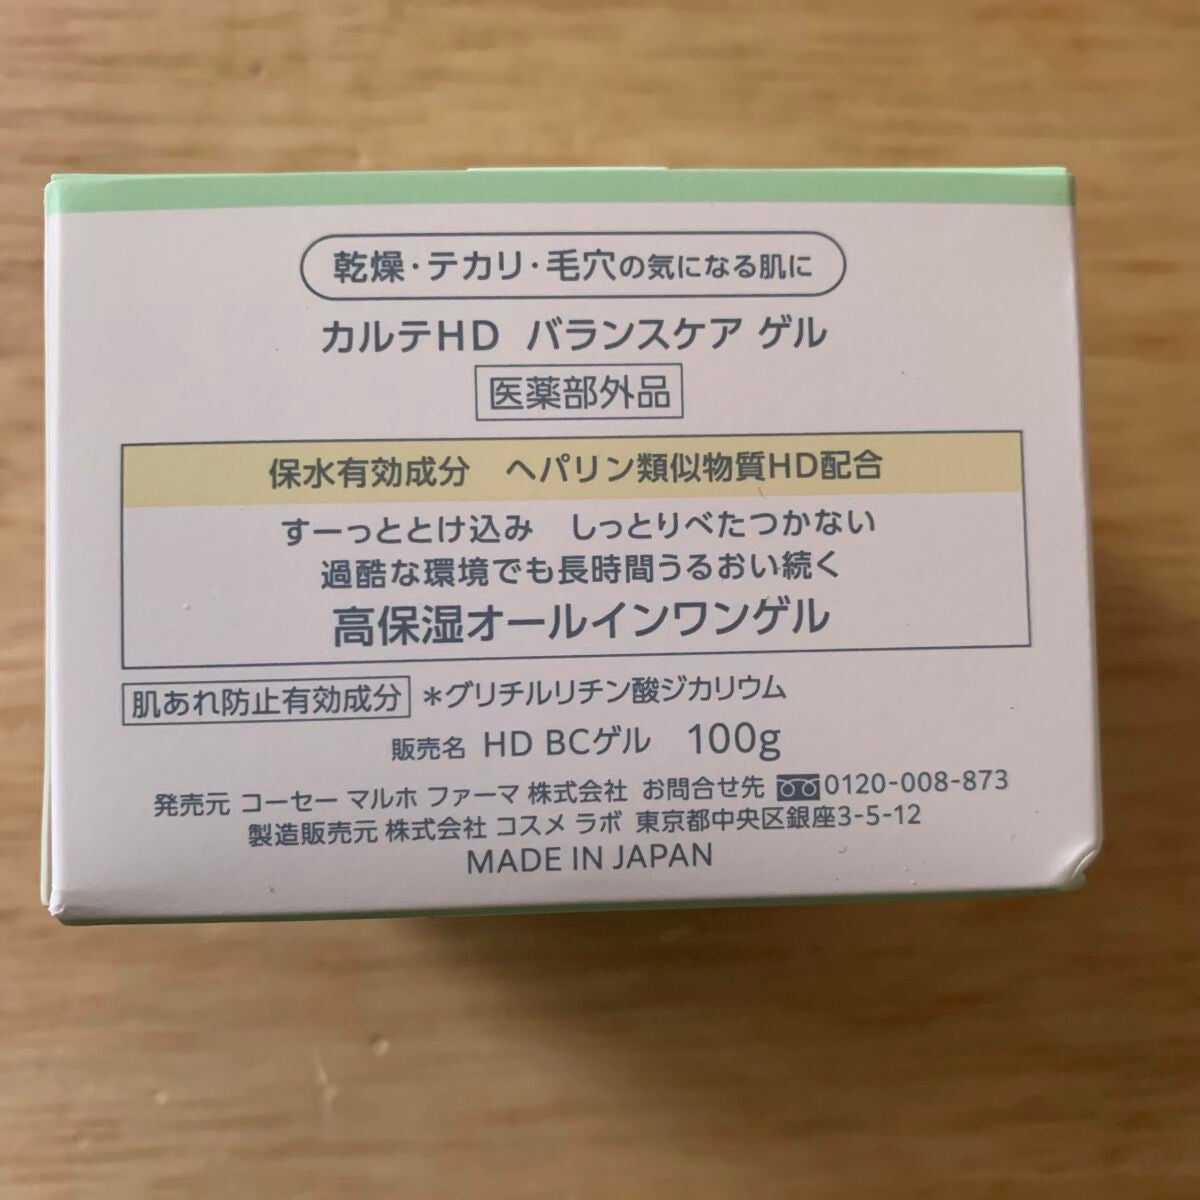 乾燥・テカリ・毛穴の気になる肌に
カルテHD バランスケア ゲル
医薬部外品
保水有効成分 ヘパリン類似物質HD配合
すーっととけ込み しっとりべたつかない
過酷な環境でも長時間うるおい続く
高保湿オールインワンゲル
肌あれ防止有効成分 *グリチルリチン酸ジカリウム
販売名 HD BCゲル 100g
発売元 コーセー マルホ ファーマ 株式会社 お問合せ先 0120-008-873
製造販売元 株式会社 コスメ ラボ 東京都中央区銀座3-5-12
MADE IN JAPAN